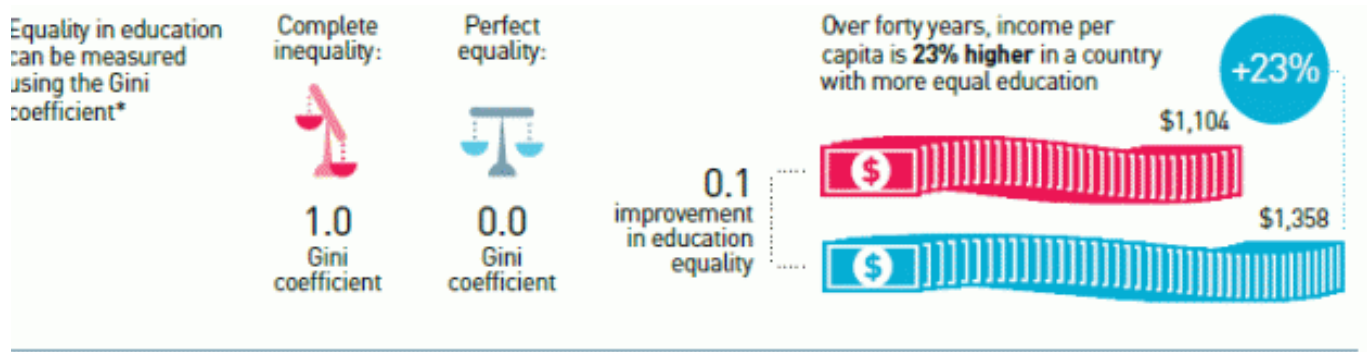 Equality in education
can be measured
using the Gini
coefficient*
Complete
inequality:
1.0
Gini
coefficient
Perfect
equality:
0.0
Gini
coefficient
0.1
improvement
in education
equality
Over forty years, income per
capita is 23% higher in a country
with more equal education
+23%
$1,104
$
$1,358
$